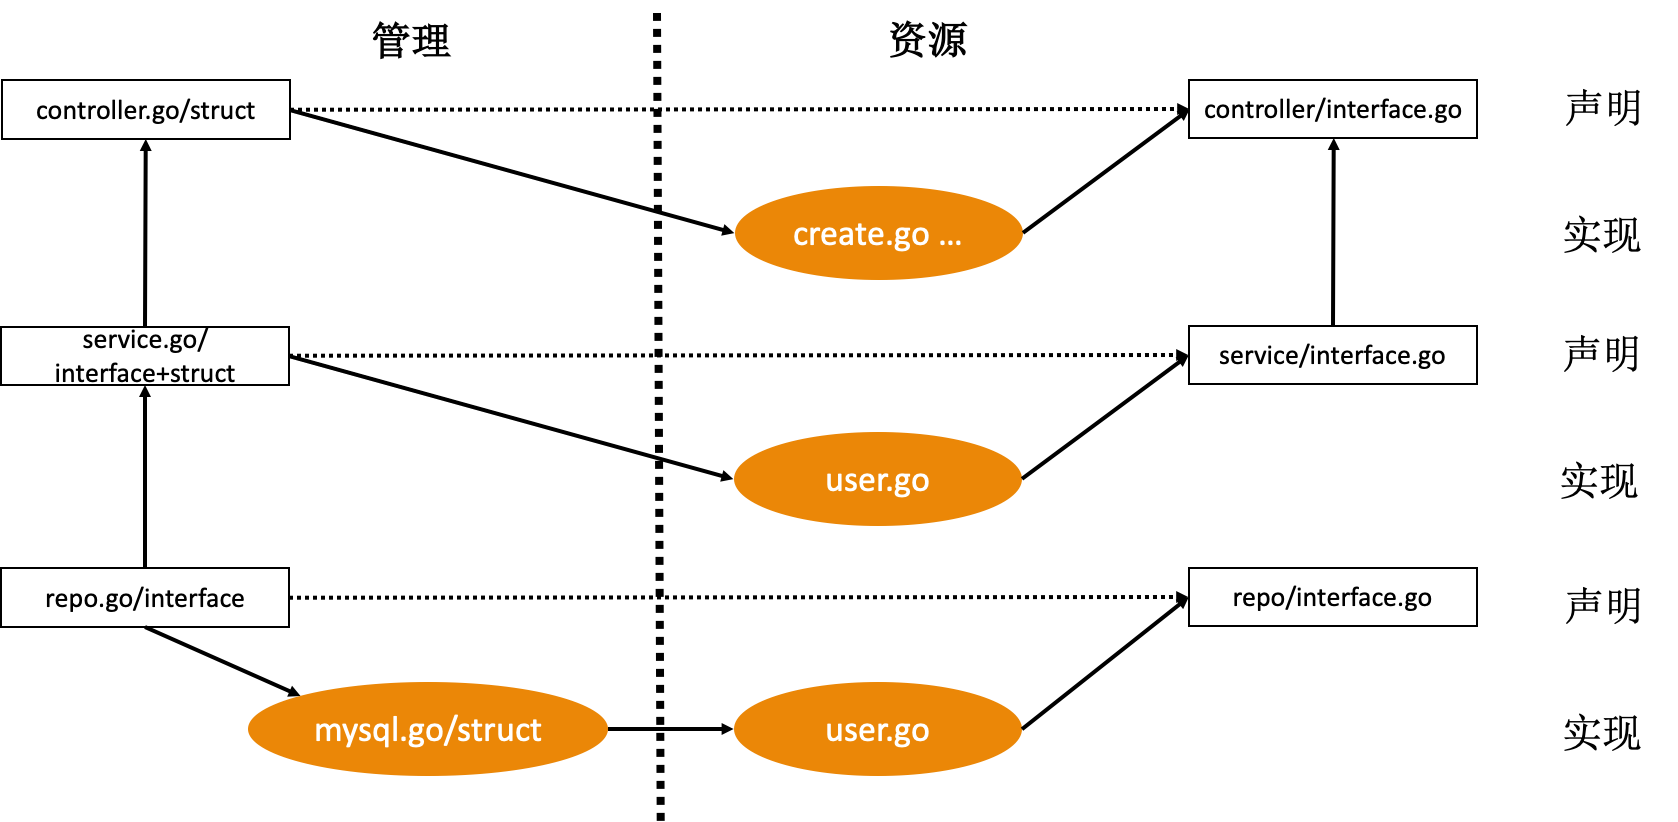 管理
资源
controller.go/struct
controller/interface.go
声明
create.go ...
实现
service.go/
interface+struct
service/interface.go
声明
user.go
实现
repo.go/interface
repo/interface.go
声明
mysql.go/struct
user.go
实现